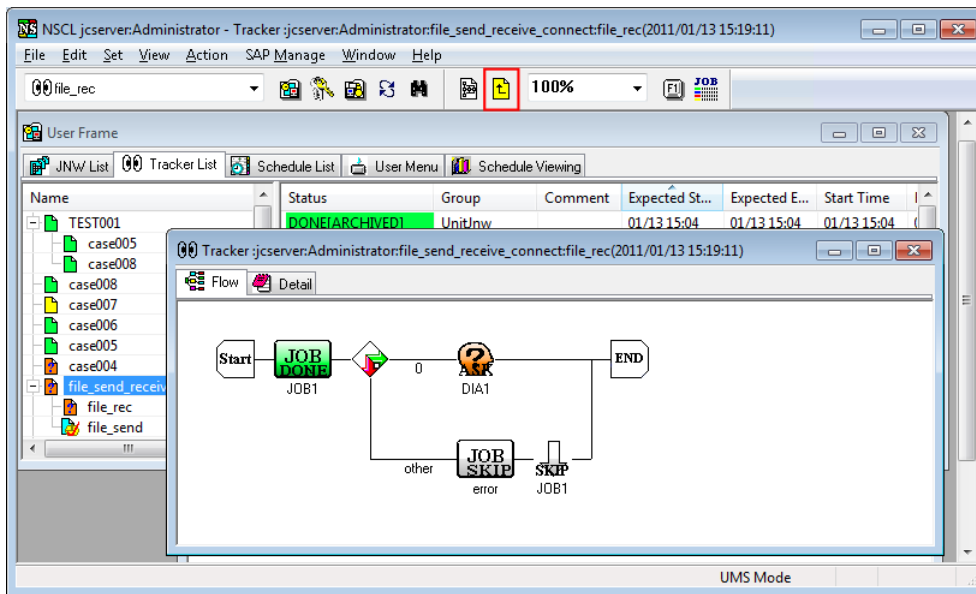 NSCL jcserver:Administrator - Tracker :jcserver:Administrator:file_send_receive_connect:file_rec(2011/01/13 15:19:11)
File Edit Set View Action SAP Manage Window Help
file_rec 100% F1 JOB
User Frame
JNW List Tracker List Schedule List User Menu Schedule Viewing
Name Status Group Comment Expected St... Expected E... Start Time
TEST001 DONE[ARCHIVED] UnitJnw 01/13 15:04 01/13 15:04 01/13 15:04
case005
case008
case008
case007
case006
case005
case004
file_send_receiv
file_rec
file_send
Tracker :jcserver:Administrator:file_send_receive_connect:file_rec(2011/01/13 15:19:11)
Flow Detail
Start JOB DONE 0 ? ASK END
JOB1 DIA1
other JOB SKIP SKIP
error JOB1
UMS Mode